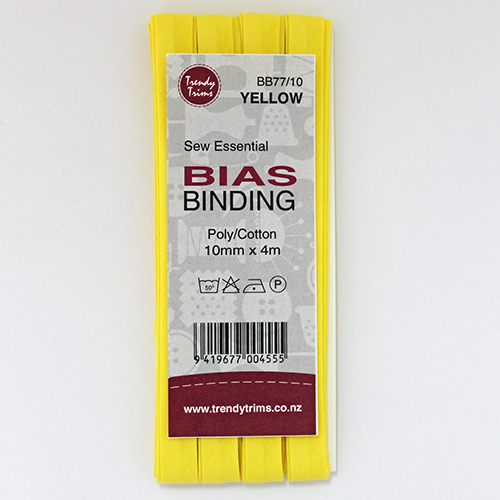 Trendy
Trims
BB77/10
YELLOW
Sew Essential
BIAS
BINDING
Poly/Cotton
10mm x 4m
50°
P
9 419677 004555
www.trendytrims.co.nz